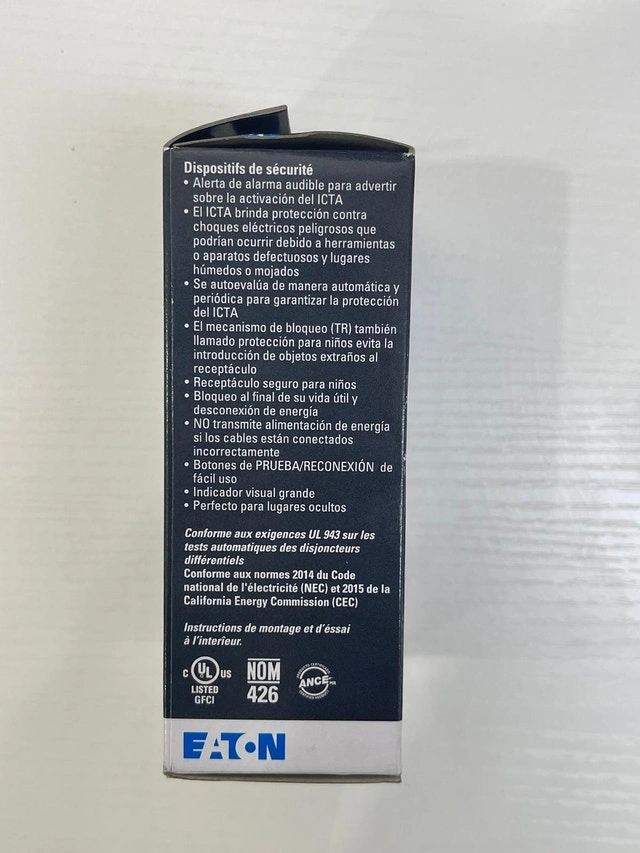 Dispositifs de sécurité
• Alerta de alarma audible para advertir
sobre la activación del ICTA
• El ICTA brinda protección contra
choques eléctricos peligrosos que
podrían ocurrir debido a herramientas
o aparatos defectuosos y lugares
húmedos o mojados
• Se autoevalúa de manera automática y
periódica para garantizar la protección
del ICTA
• El mecanismo de bloqueo (TR) también
llamado protección para niños evita la
introducción de objetos extraños al
receptáculo
• Receptáculo seguro para niños
• Bloqueo al final de su vida útil y
desconexión de energía
• NO transmite alimentación de energía
si los cables están conectados
incorrectamente
• Botones de PRUEBA/RECONEXIÓN de
fácil uso
• Indicador visual grande
• Perfecto para lugares ocultos
Conforme aux exigences UL 943 sur les
tests automatiques des disjoncteurs
différentiels
Conforme aux normes 2014 du Code
national de l'électricité (NEC) et 2015 de la
California Energy Commission (CEC)
Instructions de montage et d'éssai
à l'interieur.
C UL US
LISTED
GFCI
NOM
426
ANCE
EATON